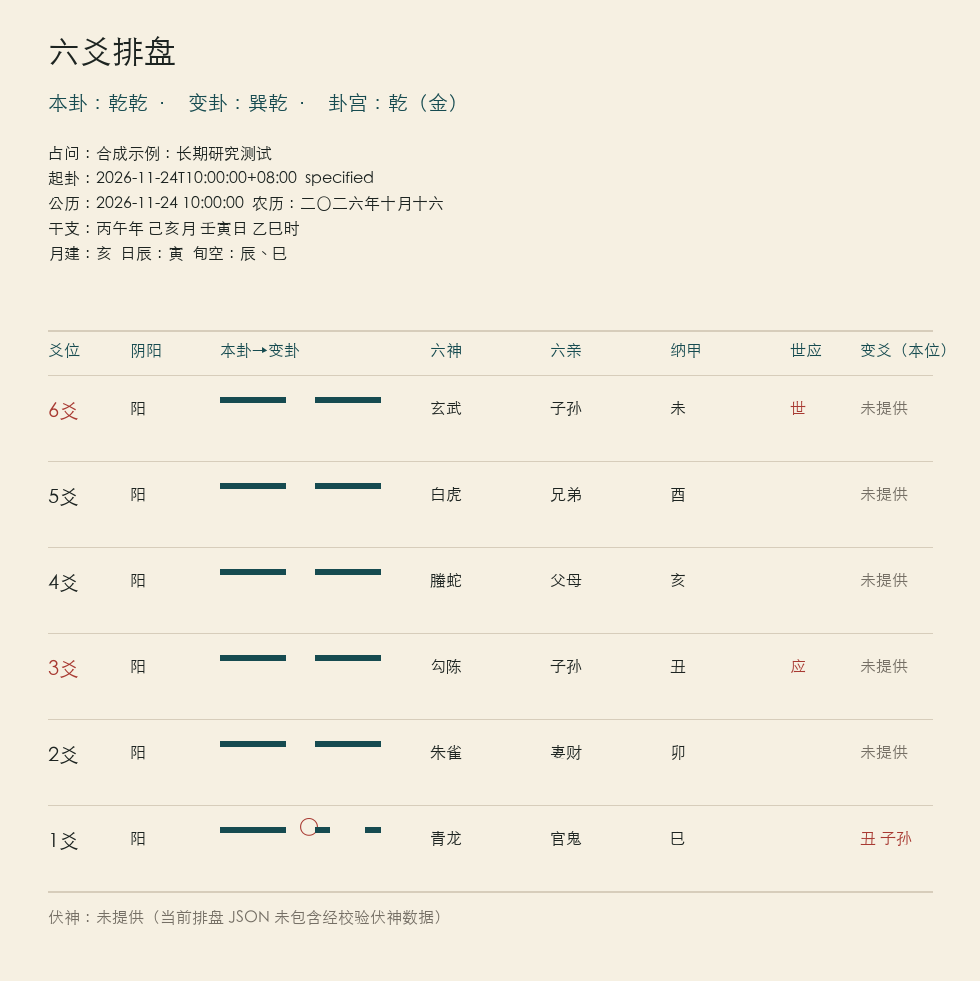 六爻排盘
本卦：乾乾 · 变卦：巽乾 · 卦宫：乾（金）
占问：合成示例：长期研究测试
起卦：2026-11-24T10:00:00+08:00 specified
公历：2026-11-24 10:00:00 农历：二〇二六年十月十六
干支：丙午年 己亥月 壬寅日 乙巳时
月建：亥 日辰：寅 旬空：辰、巳
爻位 阴阳 本卦→变卦 六神 六亲 纳甲 世应 变爻（本位）
6爻 阳 玄武 子孙 未 世 未提供
5爻 阳 白虎 兄弟 酉 未提供
4爻 阳 螣蛇 父母 亥 未提供
3爻 阳 勾陈 子孙 丑 应 未提供
2爻 阳 朱雀 妻财 卯 未提供
1爻 阳 青龙 官鬼 巳 丑 子孙
伏神：未提供（当前排盘 JSON 未包含经校验伏神数据）